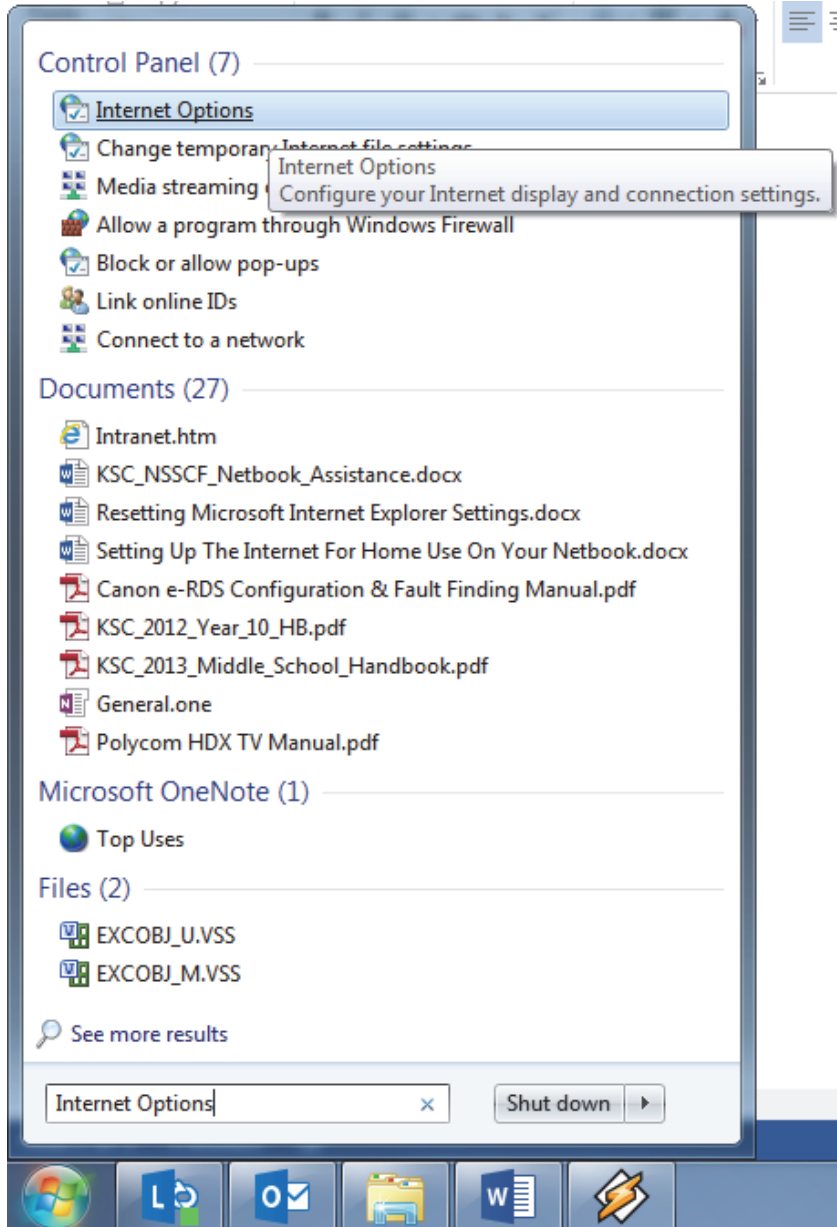 Control Panel (7)
Internet Options
Change temporary Internet file settings
Internet Options
Configure your Internet display and connection settings.
Media streaming
Allow a program through Windows Firewall
Block or allow pop-ups
Link online IDs
Connect to a network
Documents (27)
Intranet.htm
KSC_NSSCF_Netbook_Assistance.docx
Resetting Microsoft Internet Explorer Settings.docx
Setting Up The Internet For Home Use On Your Netbook.docx
Canon e-RDS Configuration & Fault Finding Manual.pdf
KSC_2012_Year_10_HB.pdf
KSC_2013_Middle_School_Handbook.pdf
General.one
Polycom HDX TV Manual.pdf
Microsoft OneNote (1)
Top Uses
Files (2)
EXCOBJ_U.VSS
EXCOBJ_M.VSS
See more results
Internet Options
Shut down